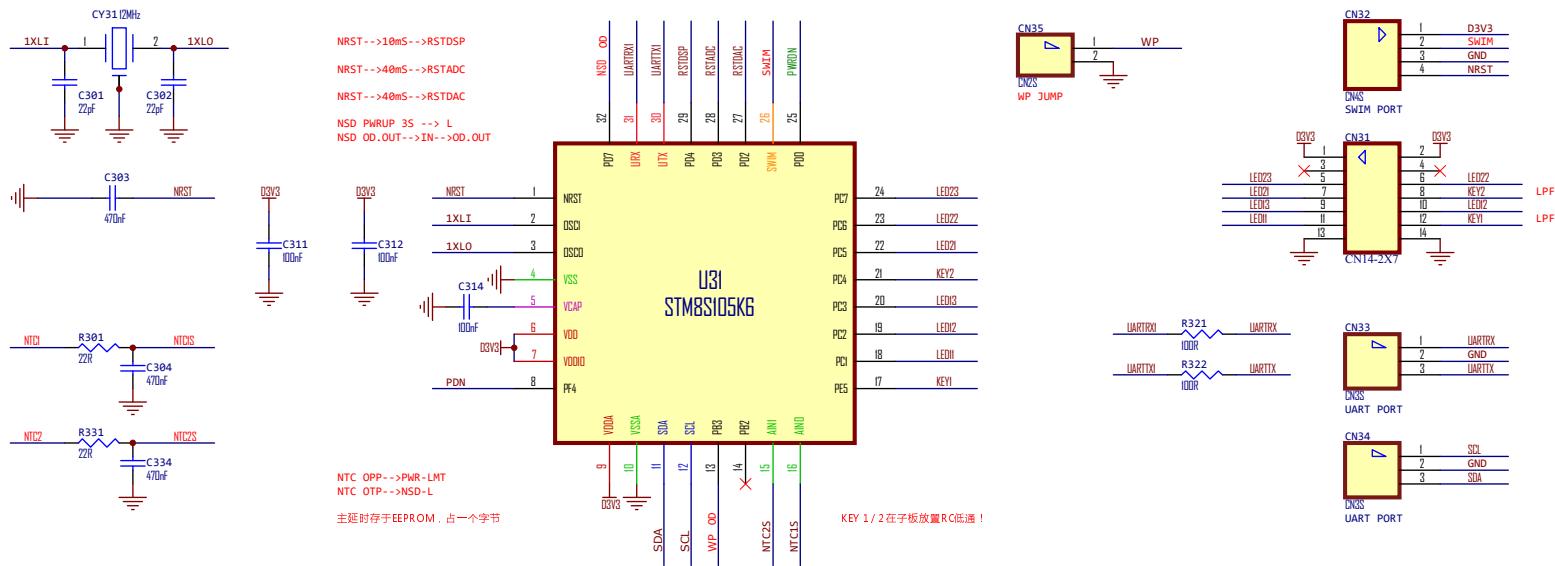 CY31 12MHz
1XLI
1
2
1XLO
C301
22pF
C302
22pF
NRST-->10mS-->RSTDSP
NRST-->40mS-->RSTADC
NRST-->40mS-->RSTDAC
NSD PWRUP 3S --> L
NSD OD.OUT-->IN-->OD.OUT
C303
470nF
NRST
D3V3
C311
100nF
D3V3
C312
100nF
NTC1
R301
22R
NTC1S
C304
470nF
NTC2
R331
22R
NTC2S
C334
470nF
NTC OPP-->PWR-LMT
NTC OTP-->NSD-L
主延时存于EEPROM，占一个字节
NSD OD
UARTRX1
UARTTX1
RSTDSP
RSTADC
RSTDAC
SWIM
PWRDN
32
31
30
29
28
27
26
25
PD7
URX
UTX
PD4
PD3
PD2
SWIM
PD0
NRST 1 NRST
1XLI 2 OSCI
1XLO 3 OSCO
4 VSS
C314
100nF
5 VCAP
6 VDD
D3V3
7 VDDIO
PDN 8 PF4
U31
STM8S105K6
PC7 24 LED23
PC6 23 LED22
PC5 22 LED21
PC4 21 KEY2
PC3 20 LED13
PC2 19 LED12
PC1 18 LED11
PE5 17 KEY1
VDDA
VSSA
SDA
SCL
PB3
PB2
AIN1
AIN0
9
10
11
12
13
14
15
16
D3V3
SDA
SCL
WP OD
NTC2S
NTC1S
KEY 1 / 2在子板放置RC低通！
CN35
1 WP
2
CN2S
WP JUMP
CN32
1 D3V3
2 SWIM
3 GND
4 NRST
CN4S
SWIM PORT
CN31
D3V3 1 2 D3V3
3 4
LED23 5 6 LED22
LED21 7 8 KEY2 LPF
LED13 9 10 LED12
LED11 11 12 KEY1 LPF
13 14
CN14-2X7
UARTRX1 R321 UARTRX
100R
UARTTX1 R322 UARTTX
100R
CN33
1 UARTRX
2 GND
3 UARTTX
CN3S
UART PORT
CN34
1 SCL
2 GND
3 SDA
CN3S
UART PORT